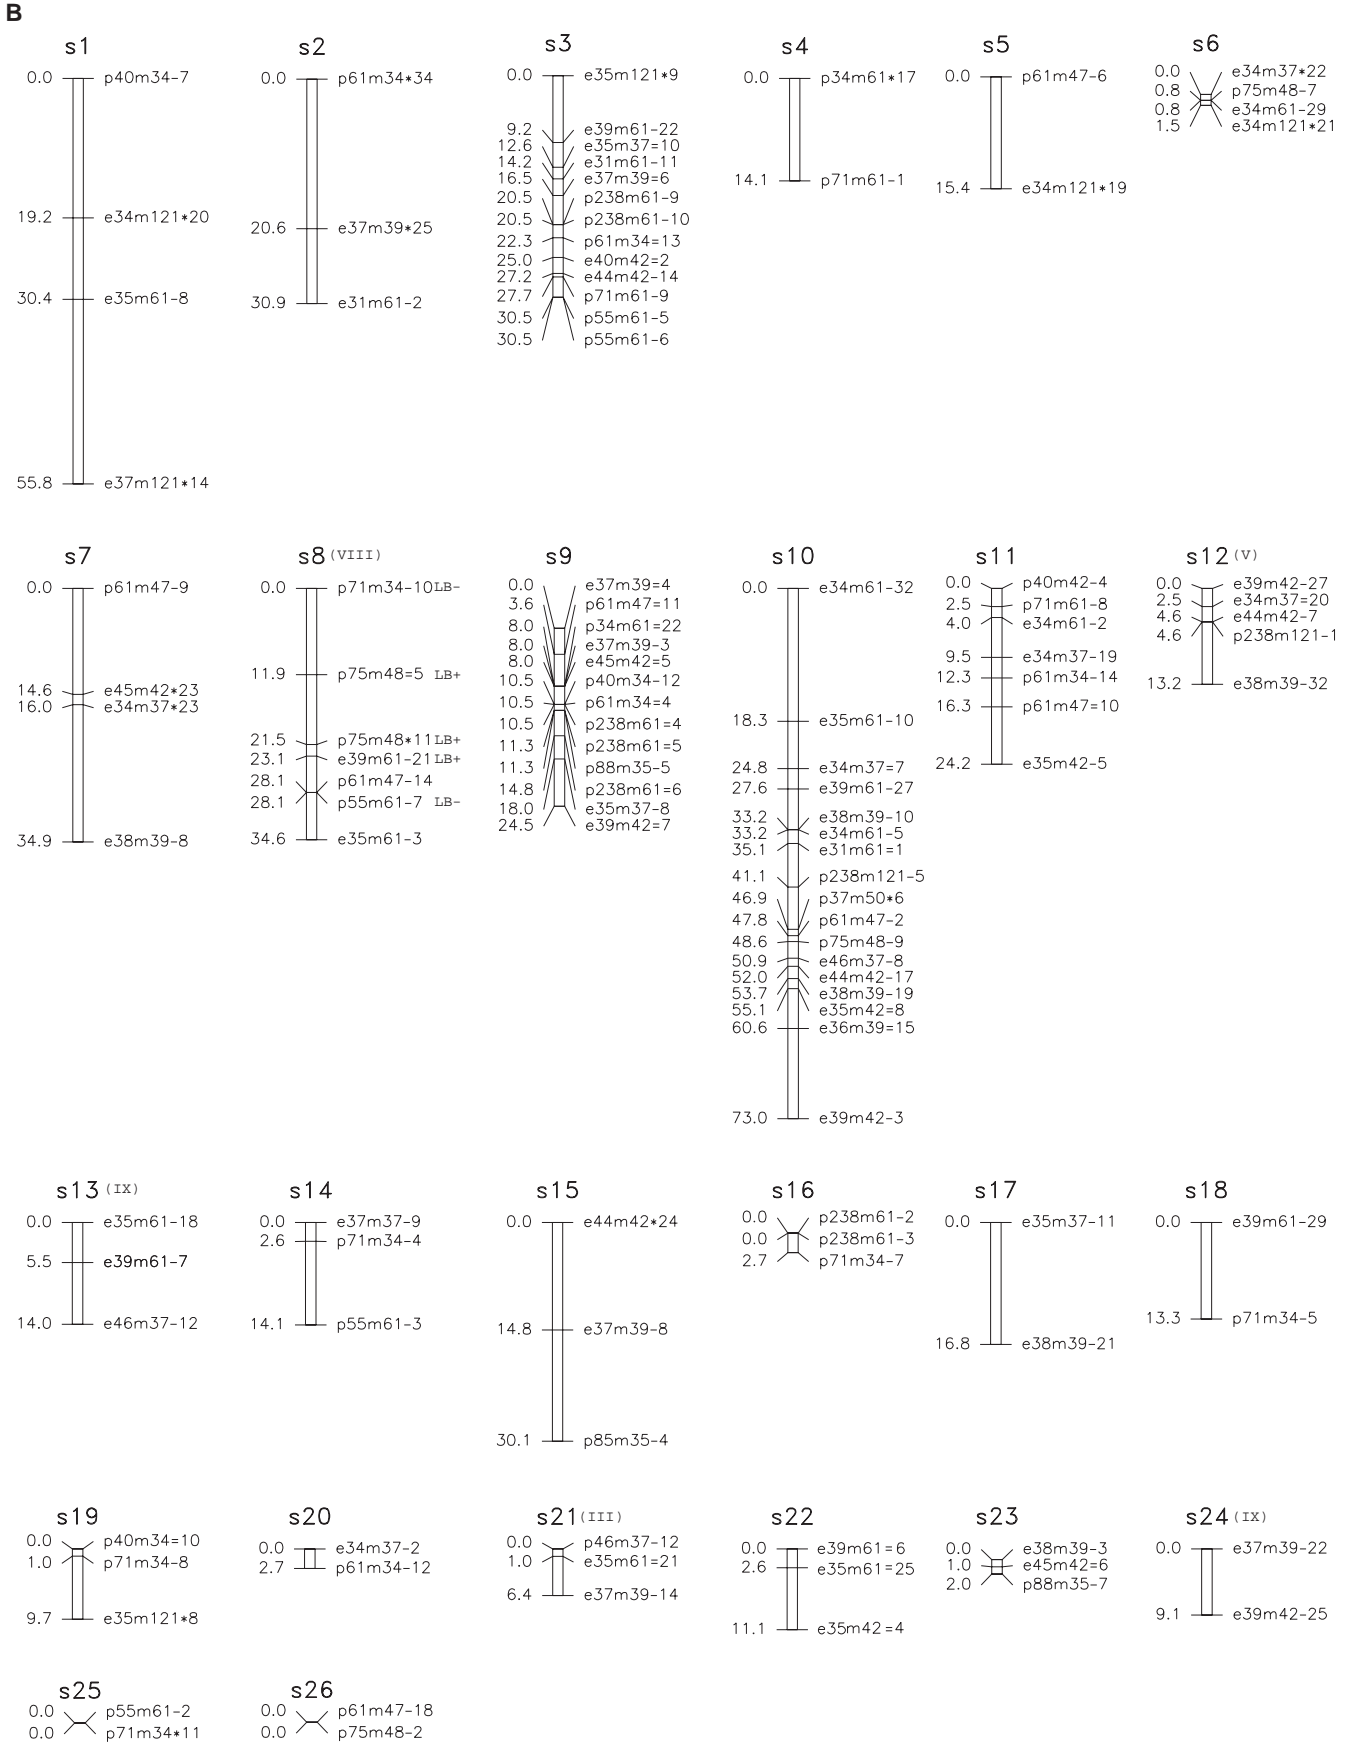 B
s1
0.0 p40m34-7
19.2 e34m121*20
30.4 e35m61-8
55.8 e37m121*14
s2
0.0 p61m34*34
20.6 e37m39*25
30.9 e31m61-2
s3
0.0 e35m121*9
9.2 e39m61-22
12.6 e35m37=10
14.2 e31m61-11
16.5 e37m39=6
20.5 p238m61-9
20.5 p238m61-10
22.3 p61m34=13
25.0 e40m42=2
27.2 e44m42-14
27.7 p71m61-9
30.5 p55m61-5
30.5 p55m61-6
s4
0.0 p34m61*17
14.1 p71m61-1
s5
0.0 p61m47-6
15.4 e34m121*19
s6
0.0 e34m37*22
0.8 p75m48-7
0.8 e34m61-29
1.5 e34m121*21
s7
0.0 p61m47-9
14.6 e45m42*23
16.0 e34m37*23
34.9 e38m39-8
s8 (VIII)
0.0 p71m34-10 LB-
11.9 p75m48=5 LB+
21.5 p75m48*11 LB+
23.1 e39m61-21 LB+
28.1 p61m47-14
28.1 p55m61-7 LB-
34.6 e35m61-3
s9
0.0 e37m39=4
3.6 p61m47=11
8.0 p34m61=22
8.0 e37m39-3
8.0 e45m42=5
10.5 p40m34-12
10.5 p61m34=4
10.5 p238m61=4
11.3 p238m61=5
11.3 p88m35-5
14.8 p238m61=6
18.0 e35m37-8
24.5 e39m42=7
s10
0.0 e34m61-32
18.3 e35m61-10
24.8 e34m37=7
27.6 e39m61-27
33.2 e38m39-10
33.2 e34m61-5
35.1 e31m61=1
41.1 p238m121-5
46.9 p37m50*6
47.8 p61m47-2
48.6 p75m48-9
50.9 e46m37-8
52.0 e44m42-17
53.7 e38m39-19
55.1 e35m42=8
60.6 e36m39=15
73.0 e39m42-3
s11
0.0 p40m42-4
2.5 p71m61-8
4.0 e34m61-2
9.5 e34m37-19
12.3 p61m34-14
16.3 p61m47=10
24.2 e35m42-5
s12 (V)
0.0 e39m42-27
2.5 e34m37=20
4.6 e44m42-7
4.6 p238m121-1
13.2 e38m39-32
s13 (IX)
0.0 e35m61-18
5.5 e39m61-7
14.0 e46m37-12
s14
0.0 e37m37-9
2.6 p71m34-4
14.1 p55m61-3
s15
0.0 e44m42*24
14.8 e37m39-8
30.1 p85m35-4
s16
0.0 p238m61-2
0.0 p238m61-3
2.7 p71m34-7
s17
0.0 e35m37-11
16.8 e38m39-21
s18
0.0 e39m61-29
13.3 p71m34-5
s19
0.0 p40m34=10
1.0 p71m34-8
9.7 e35m121*8
s20
0.0 e34m37-2
2.7 p61m34-12
s21 (III)
0.0 p46m37-12
1.0 e35m61=21
6.4 e37m39-14
s22
0.0 e39m61=6
2.6 e35m61=25
11.1 e35m42=4
s23
0.0 e38m39-3
1.0 e45m42=6
2.0 p88m35-7
s24 (IX)
0.0 e37m39-22
9.1 e39m42-25
s25
0.0 p55m61-2
0.0 p71m34*11
s26
0.0 p61m47-18
0.0 p75m48-2